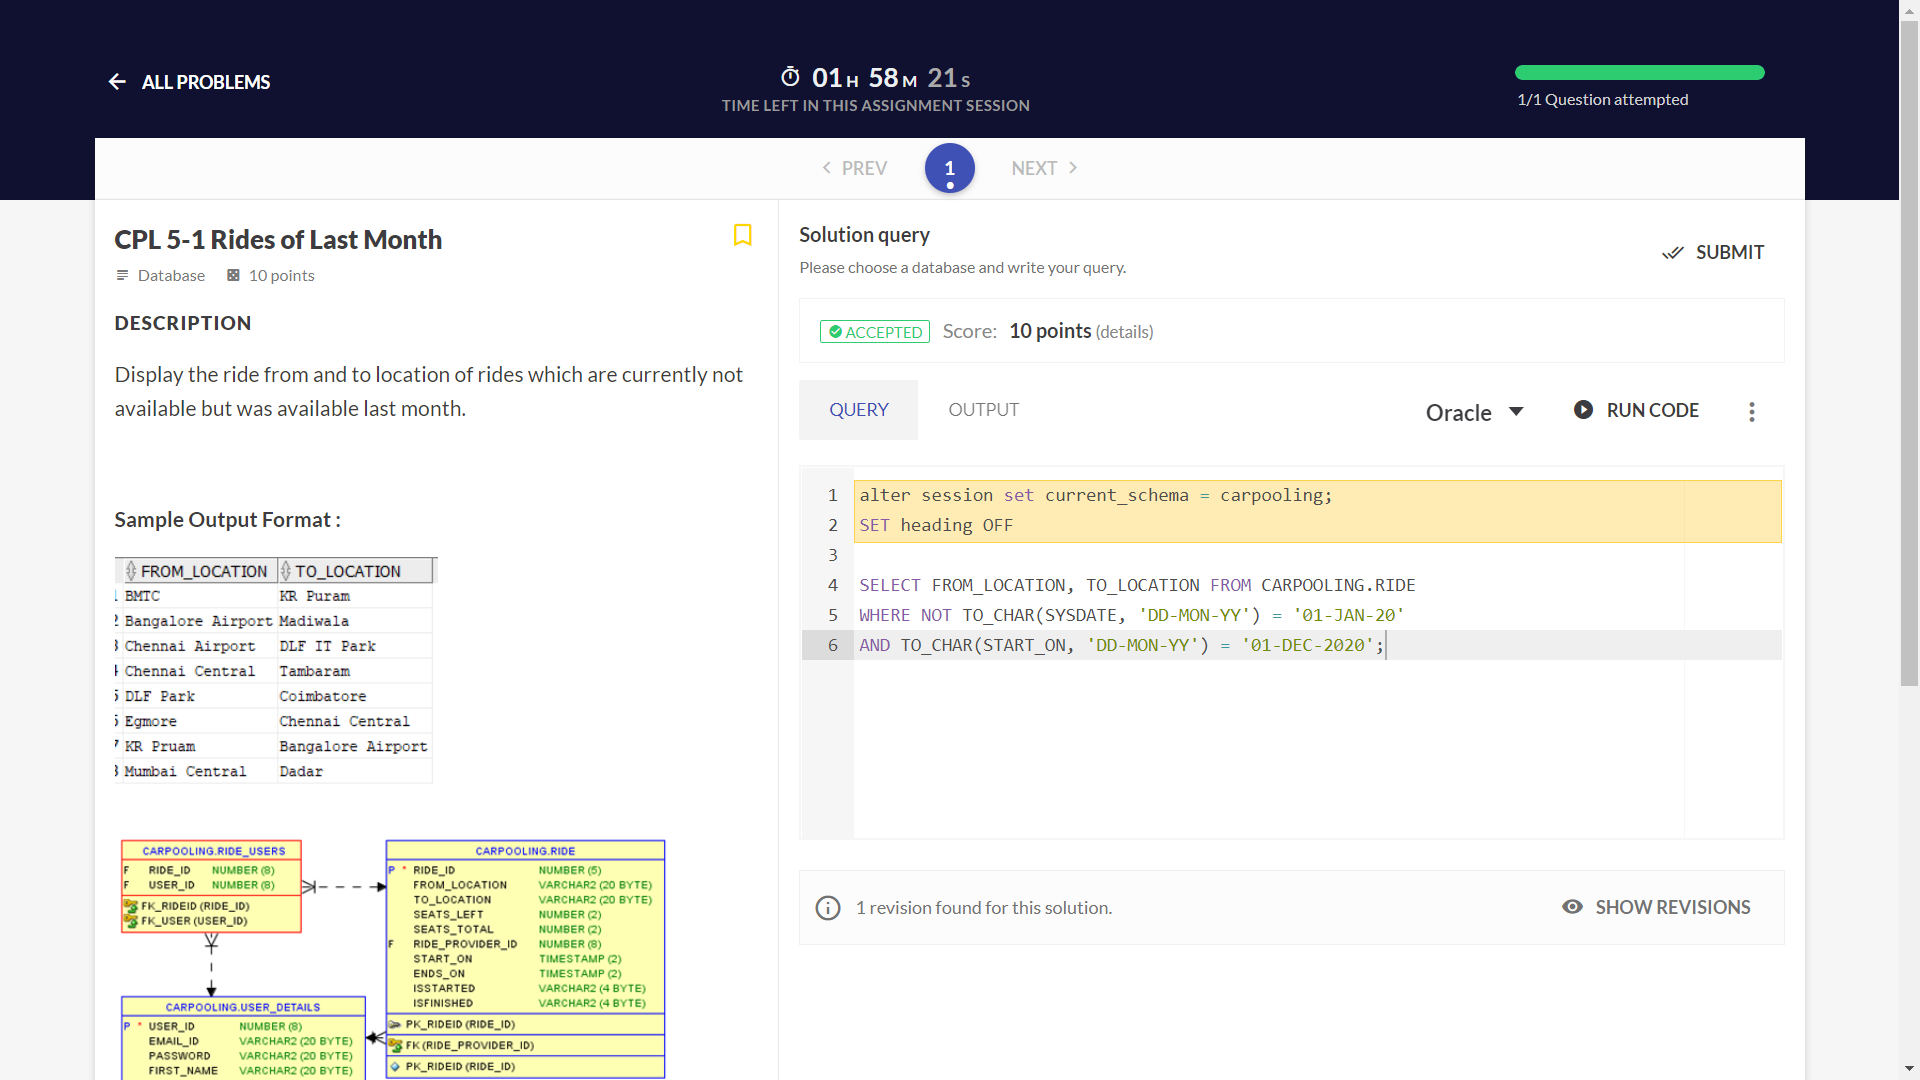 ALL PROBLEMS
01 H 58 M 21 S
TIME LEFT IN THIS ASSIGNMENT SESSION
1/1 Question attempted
PREV 1 NEXT
CPL 5-1 Rides of Last Month
Database 10 points
DESCRIPTION
Display the ride from and to location of rides which are currently not
available but was available last month.
Sample Output Format :
FROM_LOCATION TO_LOCATION
1 BMTC KR Puram
2 Bangalore Airport Madiwala
3 Chennai Airport DLF IT Park
4 Chennai Central Tambaram
5 DLF Park Coimbatore
6 Egmore Chennai Central
7 KR Pruam Bangalore Airport
8 Mumbai Central Dadar
CARPOOLING.RIDE_USERS
F RIDE_ID NUMBER (8)
F USER_ID NUMBER (8)
FK_RIDEID (RIDE_ID)
FK_USER (USER_ID)
CARPOOLING.RIDE
P * RIDE_ID NUMBER (5)
FROM_LOCATION VARCHAR2 (20 BYTE)
TO_LOCATION VARCHAR2 (20 BYTE)
SEATS_LEFT NUMBER (2)
SEATS_TOTAL NUMBER (2)
F RIDE_PROVIDER_ID NUMBER (8)
START_ON TIMESTAMP (2)
ENDS_ON TIMESTAMP (2)
ISSTARTED VARCHAR2 (4 BYTE)
ISFINISHED VARCHAR2 (4 BYTE)
PK_RIDEID (RIDE_ID)
FK (RIDE_PROVIDER_ID)
PK_RIDEID (RIDE_ID)
CARPOOLING.USER_DETAILS
P * USER_ID NUMBER (8)
EMAIL_ID VARCHAR2 (20 BYTE)
PASSWORD VARCHAR2 (20 BYTE)
FIRST_NAME VARCHAR2 (20 BYTE)
Solution query
Please choose a database and write your query.
SUBMIT
ACCEPTED Score: 10 points (details)
QUERY OUTPUT Oracle RUN CODE
1 alter session set current_schema = carpooling;
2 SET heading OFF
3
4 SELECT FROM_LOCATION, TO_LOCATION FROM CARPOOLING.RIDE
5 WHERE NOT TO_CHAR(SYSDATE, 'DD-MON-YY') = '01-JAN-20'
6 AND TO_CHAR(START_ON, 'DD-MON-YY') = '01-DEC-2020';
1 revision found for this solution.
SHOW REVISIONS